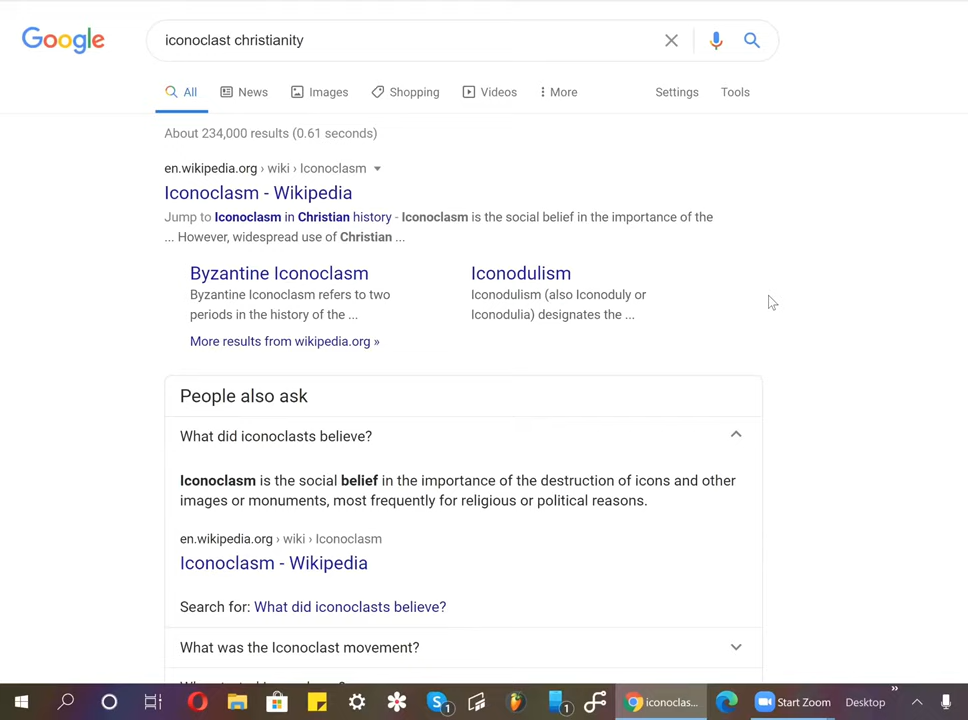 Google
iconoclast christianity
All News Images Shopping Videos More Settings Tools
About 234,000 results (0.61 seconds)
en.wikipedia.org › wiki › Iconoclasm
Iconoclasm - Wikipedia
Jump to Iconoclasm in Christian history - Iconoclasm is the social belief in the importance of the
... However, widespread use of Christian ...
Byzantine Iconoclasm
Byzantine Iconoclasm refers to two
periods in the history of the ...
Iconodulism
Iconodulism (also Iconoduly or
Iconodulia) designates the ...
More results from wikipedia.org »
People also ask
What did iconoclasts believe?
Iconoclasm is the social belief in the importance of the destruction of icons and other
images or monuments, most frequently for religious or political reasons.
en.wikipedia.org › wiki › Iconoclasm
Iconoclasm - Wikipedia
Search for: What did iconoclasts believe?
What was the Iconoclast movement?
1 1 iconoclas... Start Zoom Desktop »